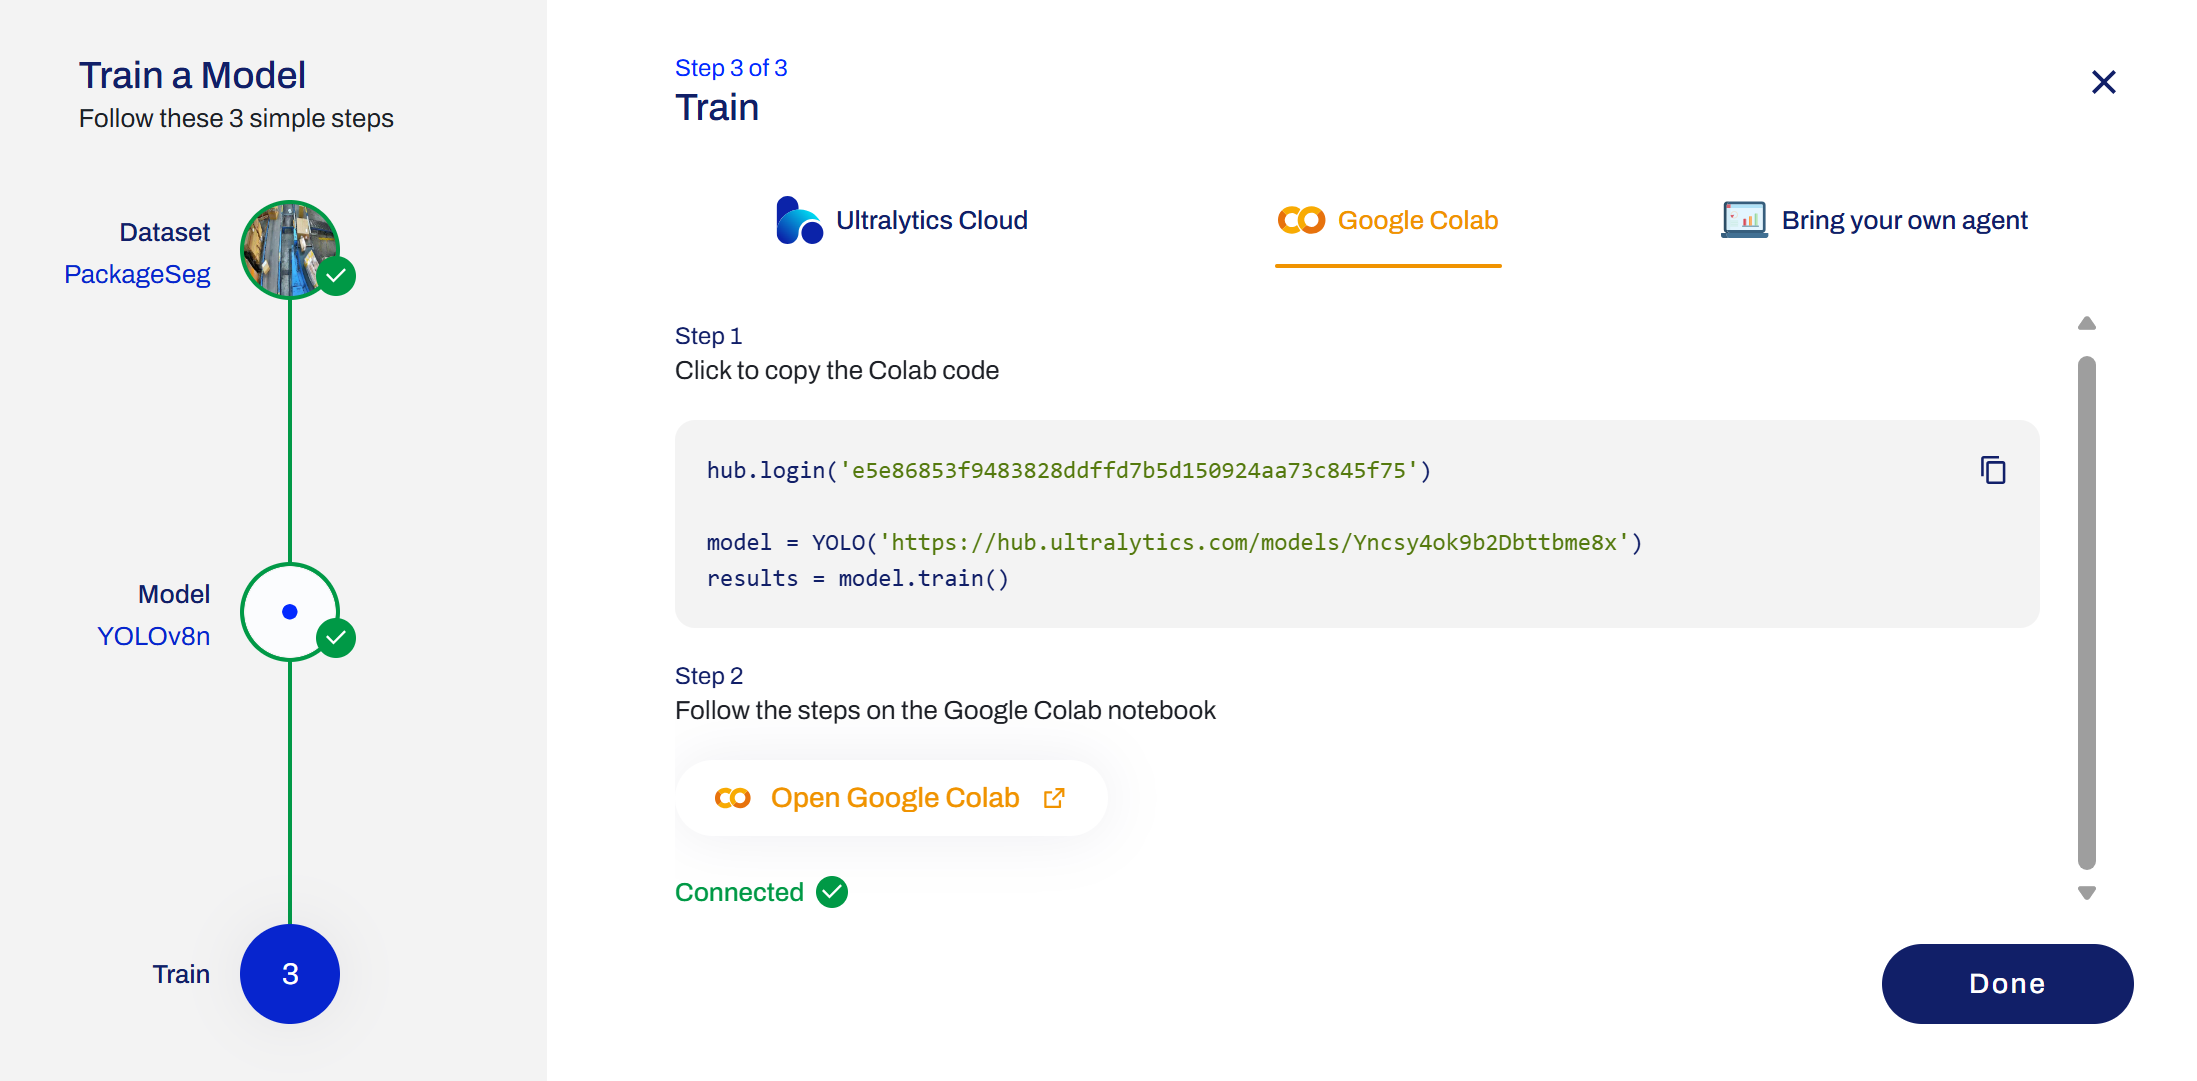 Train a Model
Follow these 3 simple steps
Dataset
PackageSeg
Model
YOLOv8n
Train
3
Step 3 of 3
Train
Ultralytics Cloud
Google Colab
Bring your own agent
Step 1
Click to copy the Colab code
hub.login('e5e86853f9483828ddffd7b5d150924aa73c845f75')
model = YOLO('https://hub.ultralytics.com/models/Yncsy4ok9b2Dbttbme8x')
results = model.train()
Step 2
Follow the steps on the Google Colab notebook
Open Google Colab
Connected
Done